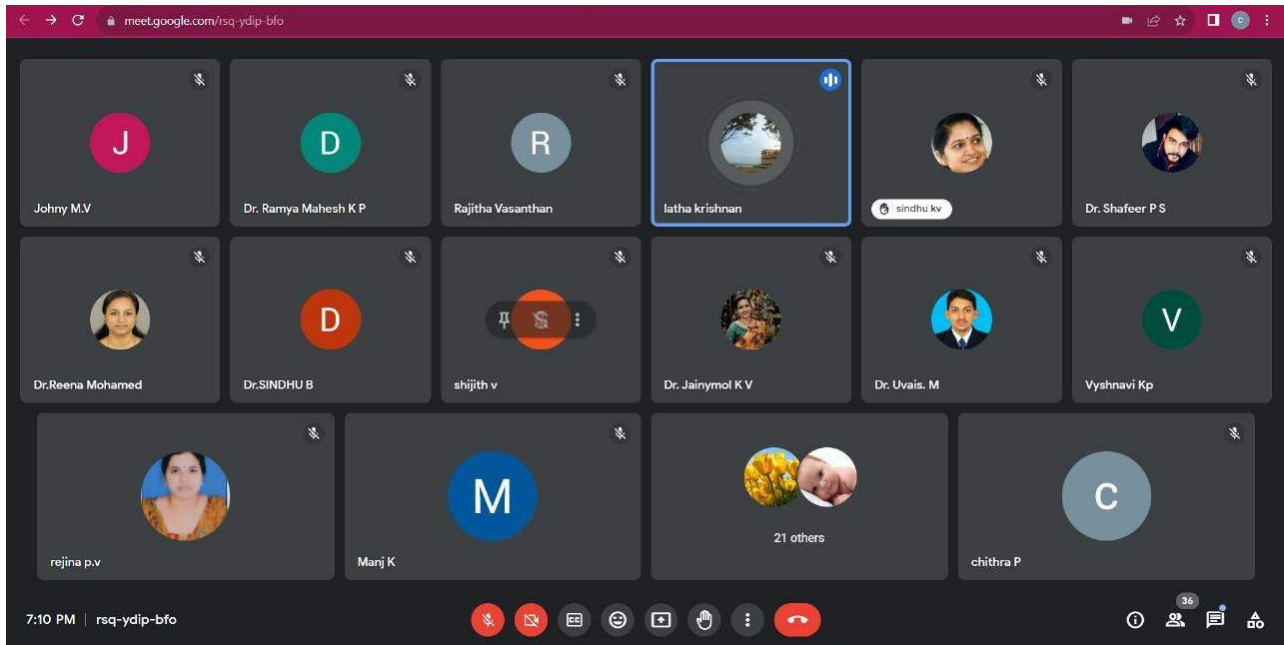 meet.google.com/rsq-ydip-bfo
C
J
D
R
Johny M.V
Dr. Ramya Mahesh K P
Rajitha Vasanthan
latha krishnan
sindhu kv
Dr. Shafeer P S
D
S
V
Dr.Reena Mohamed
Dr.SINDHU B
shijith v
Dr. Jainymol K V
Dr. Uvais. M
Vyshnavi Kp
M
C
21 others
rejina p.v
Manj K
chithra P
36
7:10 PM | rsq-ydip-bfo
CC